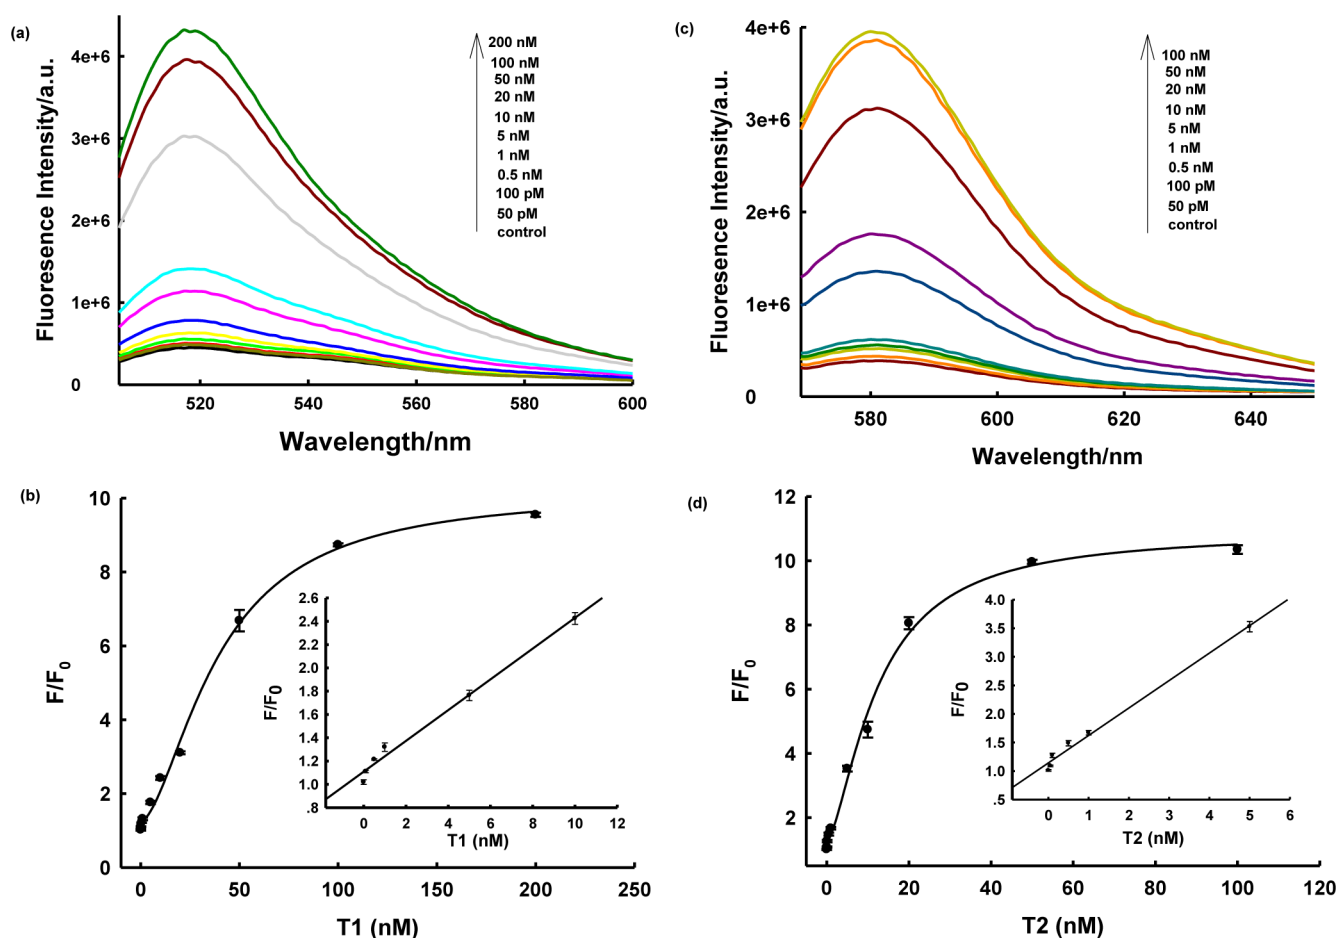 (a)
Fluoresence Intensity/a.u.
4e+6
3e+6
2e+6
1e+6
0
200 nM
100 nM
50 nM
20 nM
10 nM
5 nM
1 nM
0.5 nM
100 pM
50 pM
control
520 540 560 580 600
Wavelength/nm
(c)
Fluoresence Intensity/a.u.
4e+6
3e+6
2e+6
1e+6
0
100 nM
50 nM
20 nM
10 nM
5 nM
1 nM
0.5 nM
100 pM
50 pM
control
580 600 620 640
Wavelength/nm
(b)
F/F0
10
8
6
4
2
0
0 50 100 150 200 250
T1 (nM)
F/F0
2.6
2.4
2.2
2.0
1.8
1.6
1.4
1.2
1.0
.8
0 2 4 6 8 10 12
T1 (nM)
(d)
F/F0
12
10
8
6
4
2
0 20 40 60 80 100 120
T2 (nM)
F/F0
4.0
3.5
3.0
2.5
2.0
1.5
1.0
.5
0 1 2 3 4 5 6
T2 (nM)